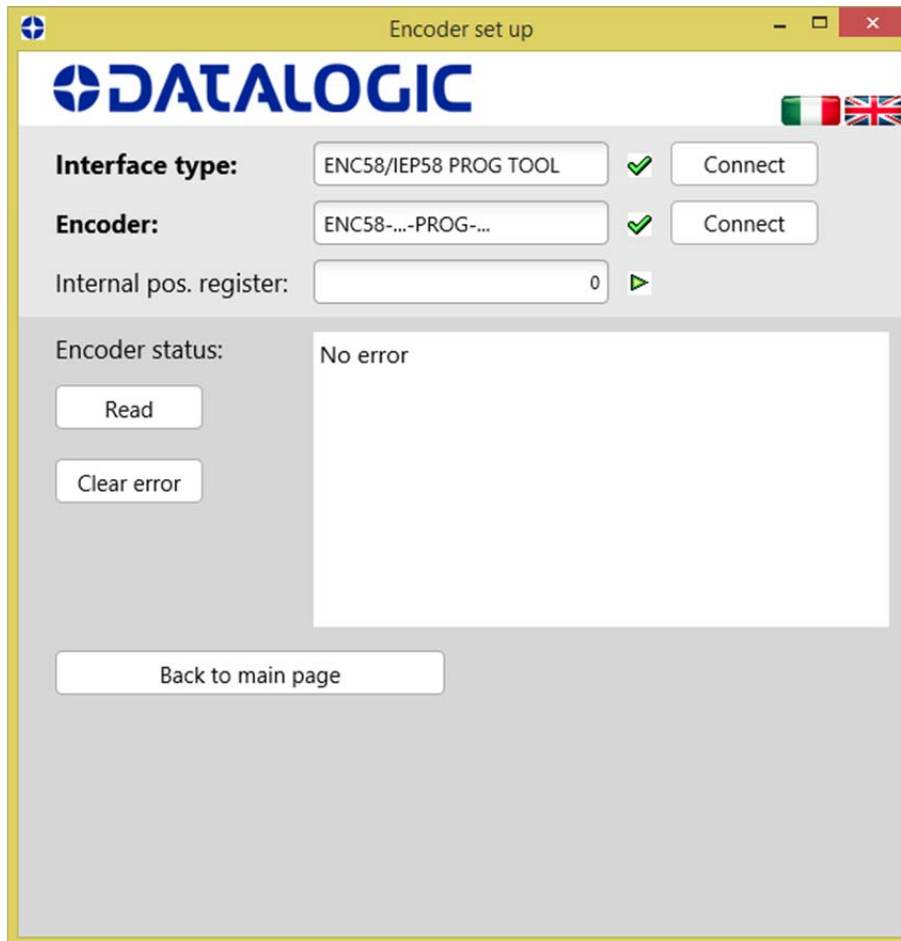 Encoder set up
DATALOGIC
Interface type: ENC58/IEP58 PROG TOOL Connect
Encoder: ENC58-...-PROG-... Connect
Internal pos. register: 0
Encoder status: No error
Read
Clear error
Back to main page